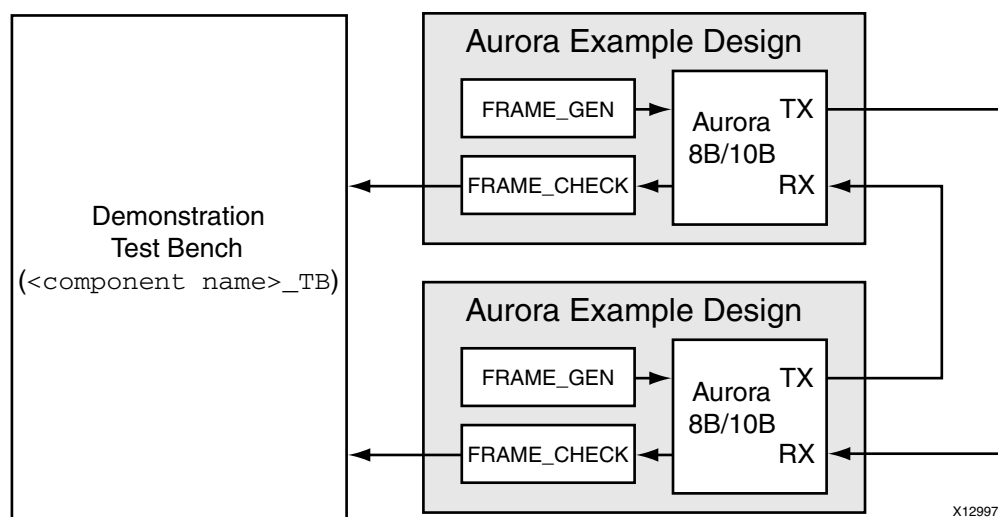 Demonstration
Test Bench
(<component name>_TB)
Aurora Example Design
FRAME_GEN
FRAME_CHECK
Aurora
8B/10B
TX
RX
Aurora Example Design
FRAME_GEN
FRAME_CHECK
Aurora
8B/10B
TX
RX
X12997